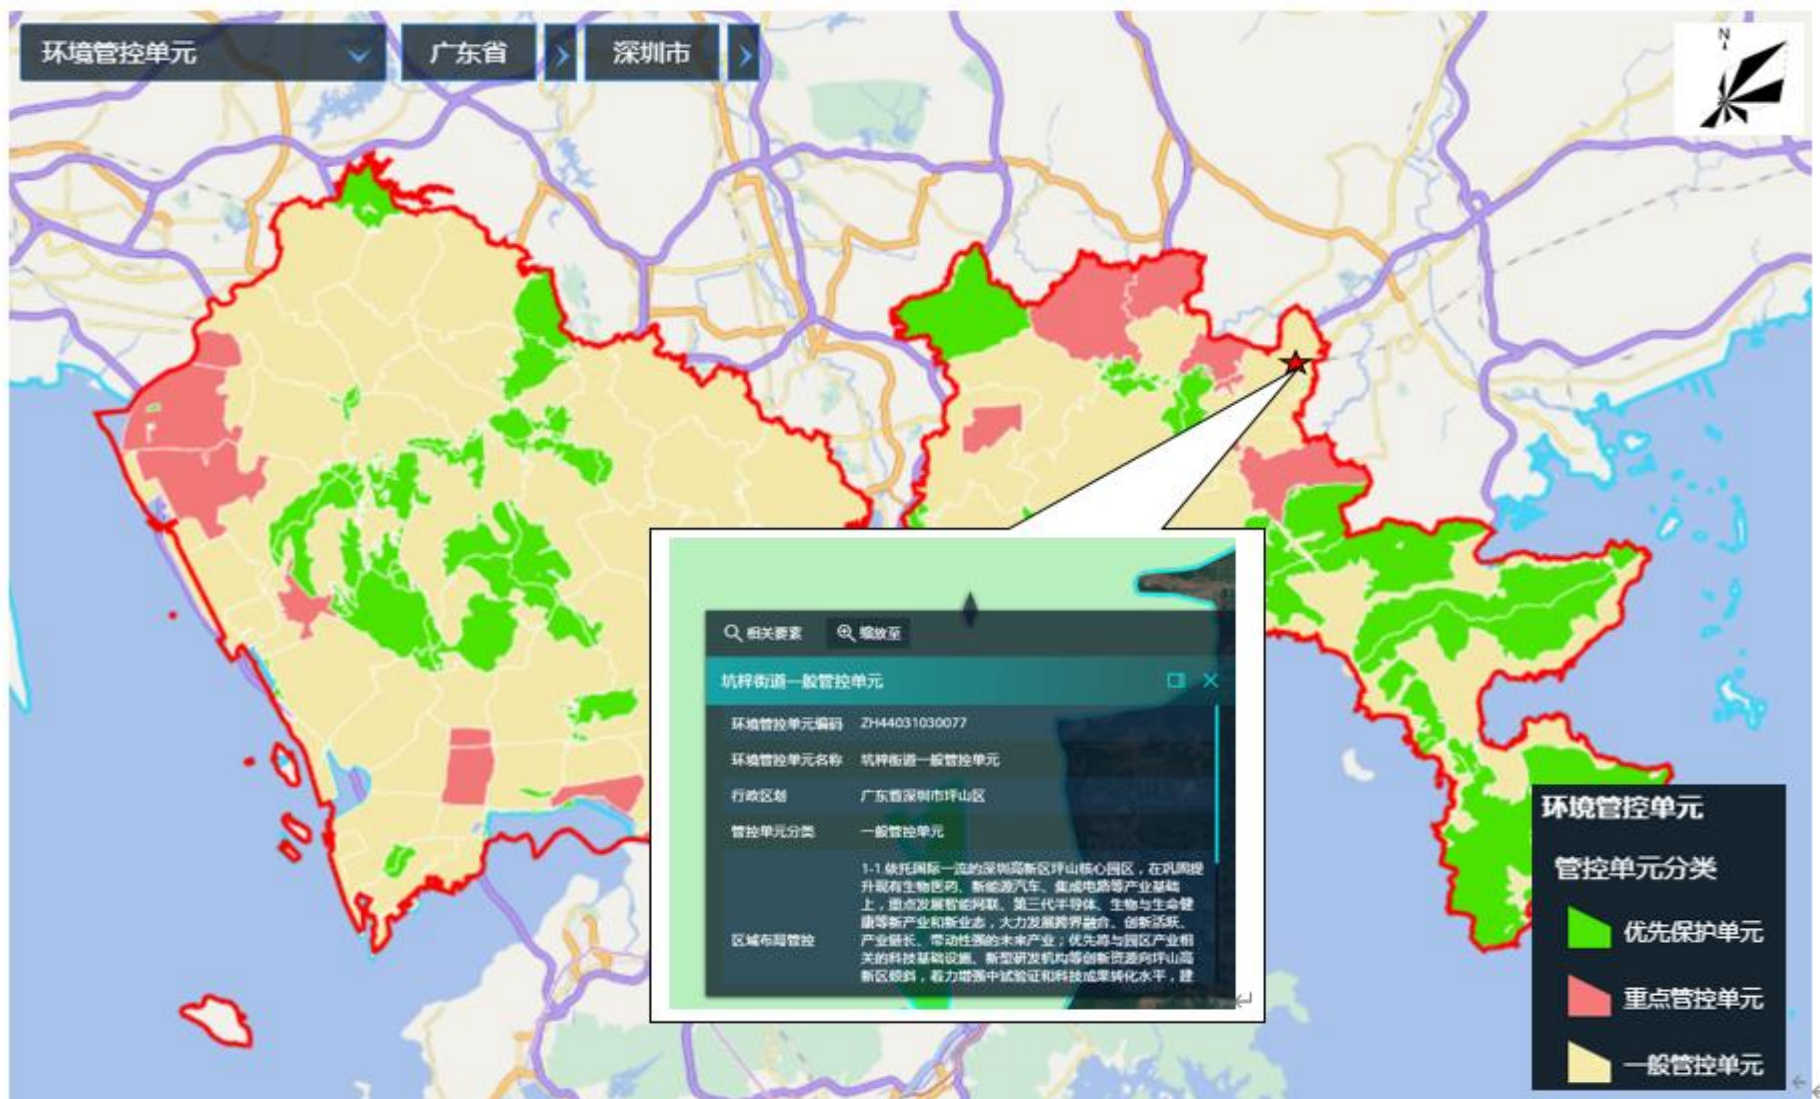 环境管控单元
广东省
深圳市
N
相关要素
缩放至
坑梓街道一般管控单元
环境管控单元编码 ZH44031030077
环境管控单元名称 坑梓街道一般管控单元
行政区划 广东省深圳市坪山区
管控单元分类 一般管控单元
区域布局管控
1-1 依托国际一流的深圳高新区坪山核心园区，在巩固提
升现有生物医药、新能源汽车、集成电路等产业基础
上，重点发展智能网联、第三代半导体、生物与生命健
康等新产业和新业态，大力发展跨界融合、创新活跃、
产业链长、带动性强的未来产业；优先将与园区产业相
关的科技基础设施、新型研发机构等创新资源向坪山高
新区倾斜，着力增强中试验证和科技成果转化水平，建
环境管控单元
管控单元分类
优先保护单元
重点管控单元
一般管控单元